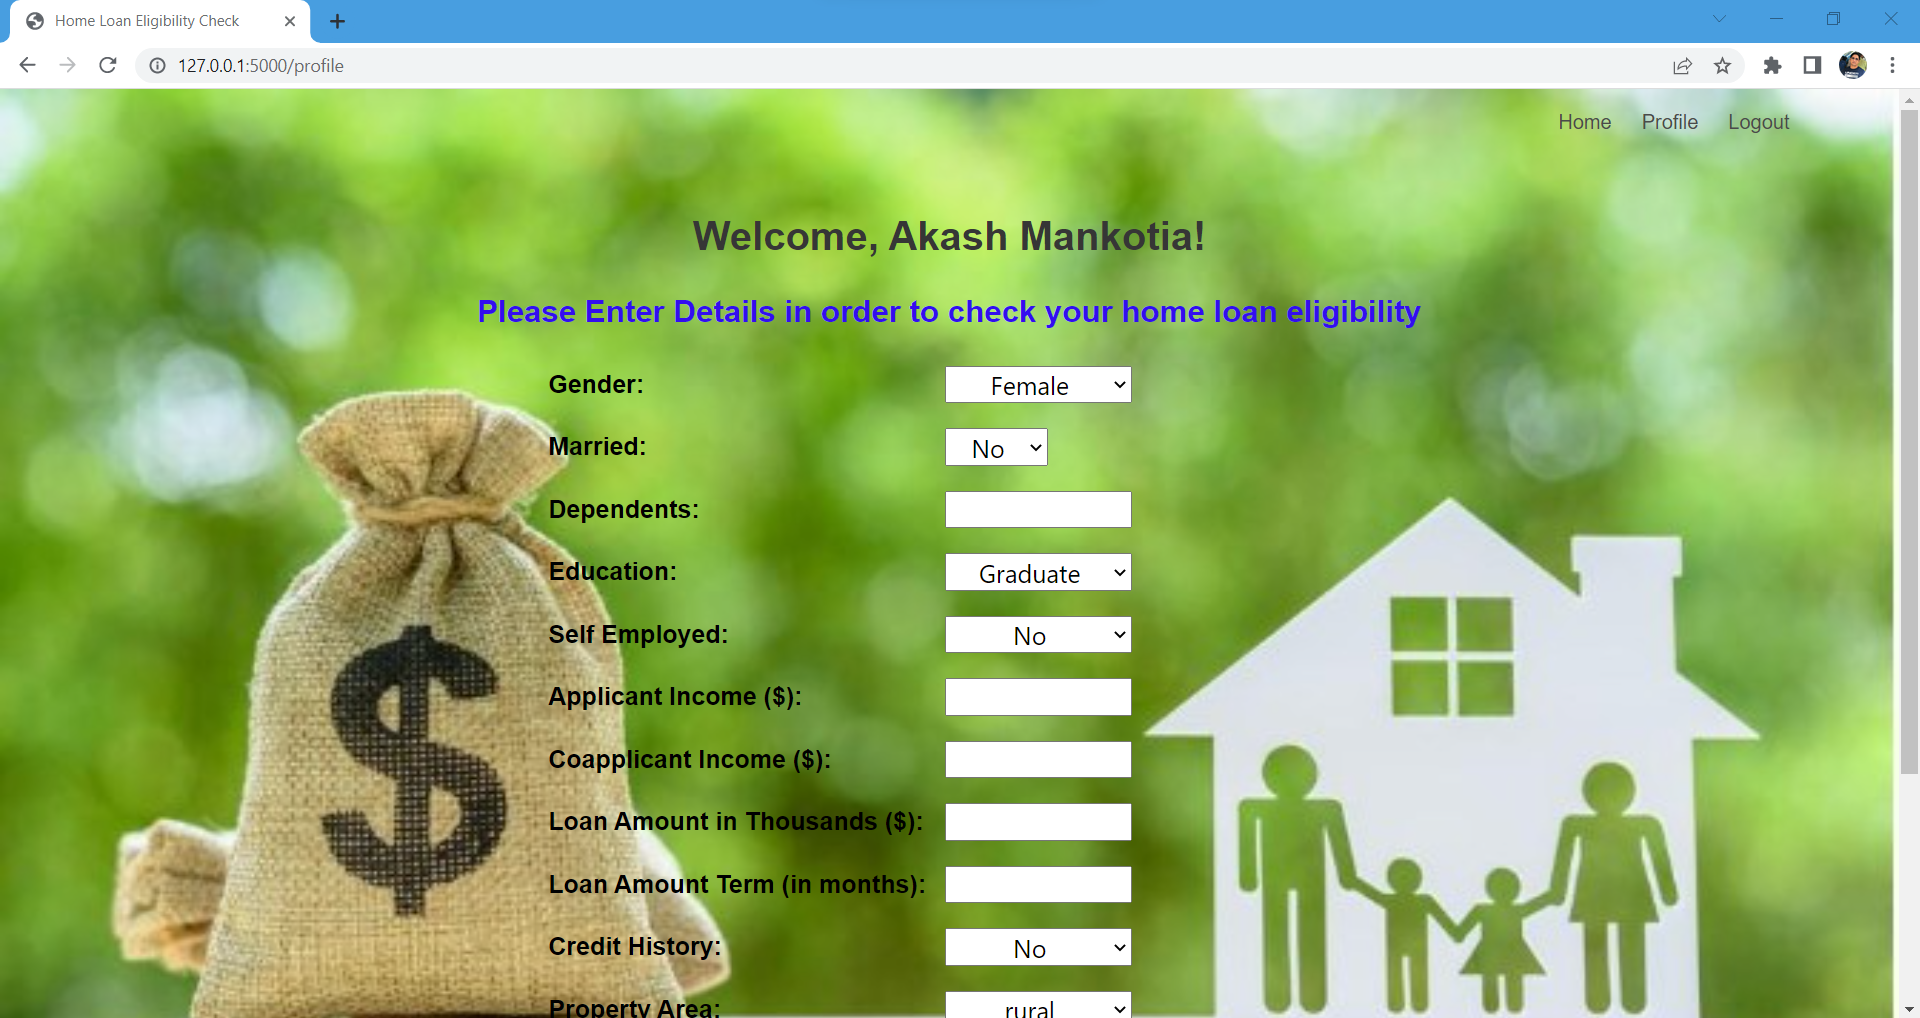 Home Loan Eligibility Check
127.0.0.1:5000/profile
Home Profile Logout
Welcome, Akash Mankotia!
Please Enter Details in order to check your home loan eligibility
Gender: Female
Married: No
Dependents:
Education: Graduate
Self Employed: No
Applicant Income ($):
Coapplicant Income ($):
Loan Amount in Thousands ($):
Loan Amount Term (in months):
Credit History: No
Property Area: rural
$